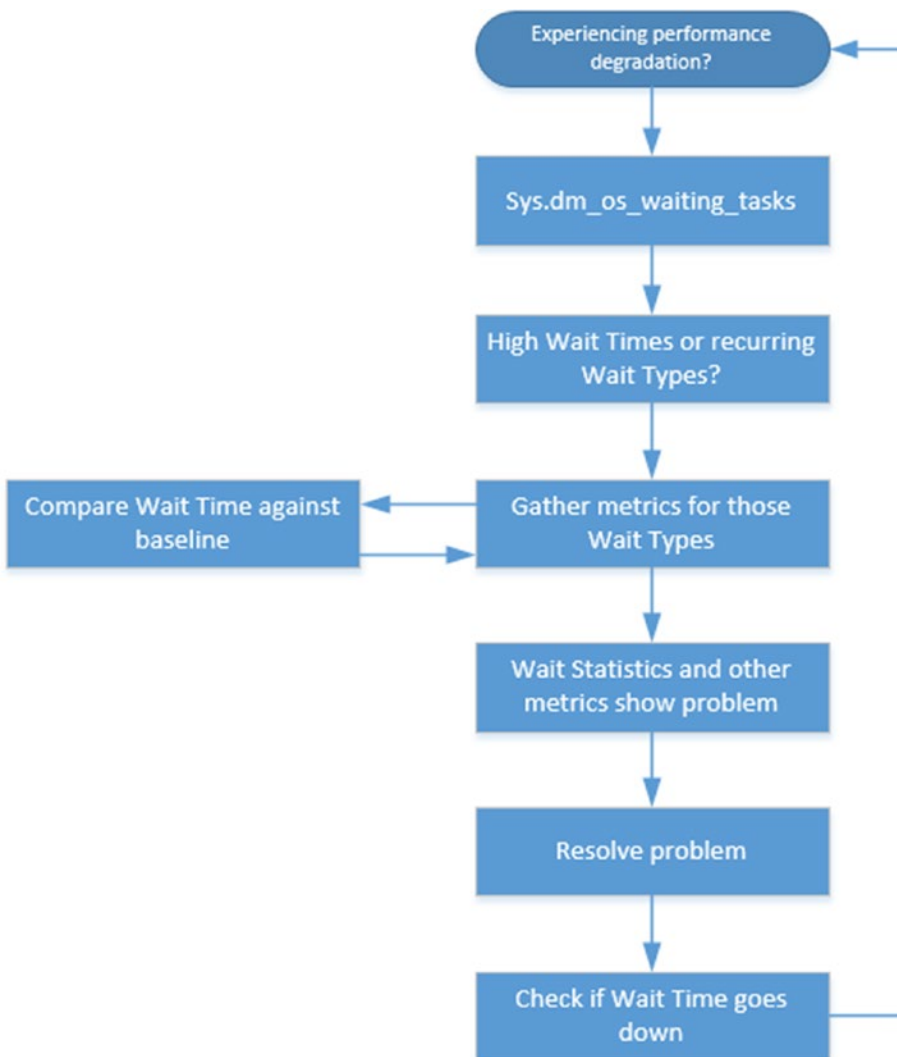 Experiencing performance
degradation?
Sys.dm_os_waiting_tasks
High Wait Times or recurring
Wait Types?
Compare Wait Time against
baseline
Gather metrics for those
Wait Types
Wait Statistics and other
metrics show problem
Resolve problem
Check if Wait Time goes
down